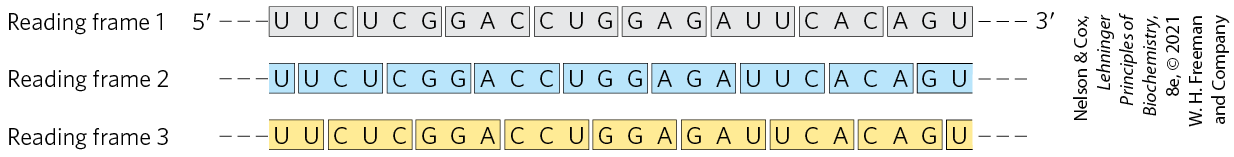 Reading frame 1 5′ --- U U C U C G G A C C U G G A G A U U C A C A G U --- 3′
Reading frame 2 --- U U C U C G G A C C U G G A G A U U C A C A G U ---
Reading frame 3 --- U U C U C G G A C C U G G A G A U U C A C A G U ---
Nelson & Cox,
Lehninger
Principles of
Biochemistry,
8e, © 2021
W. H. Freeman
and Company